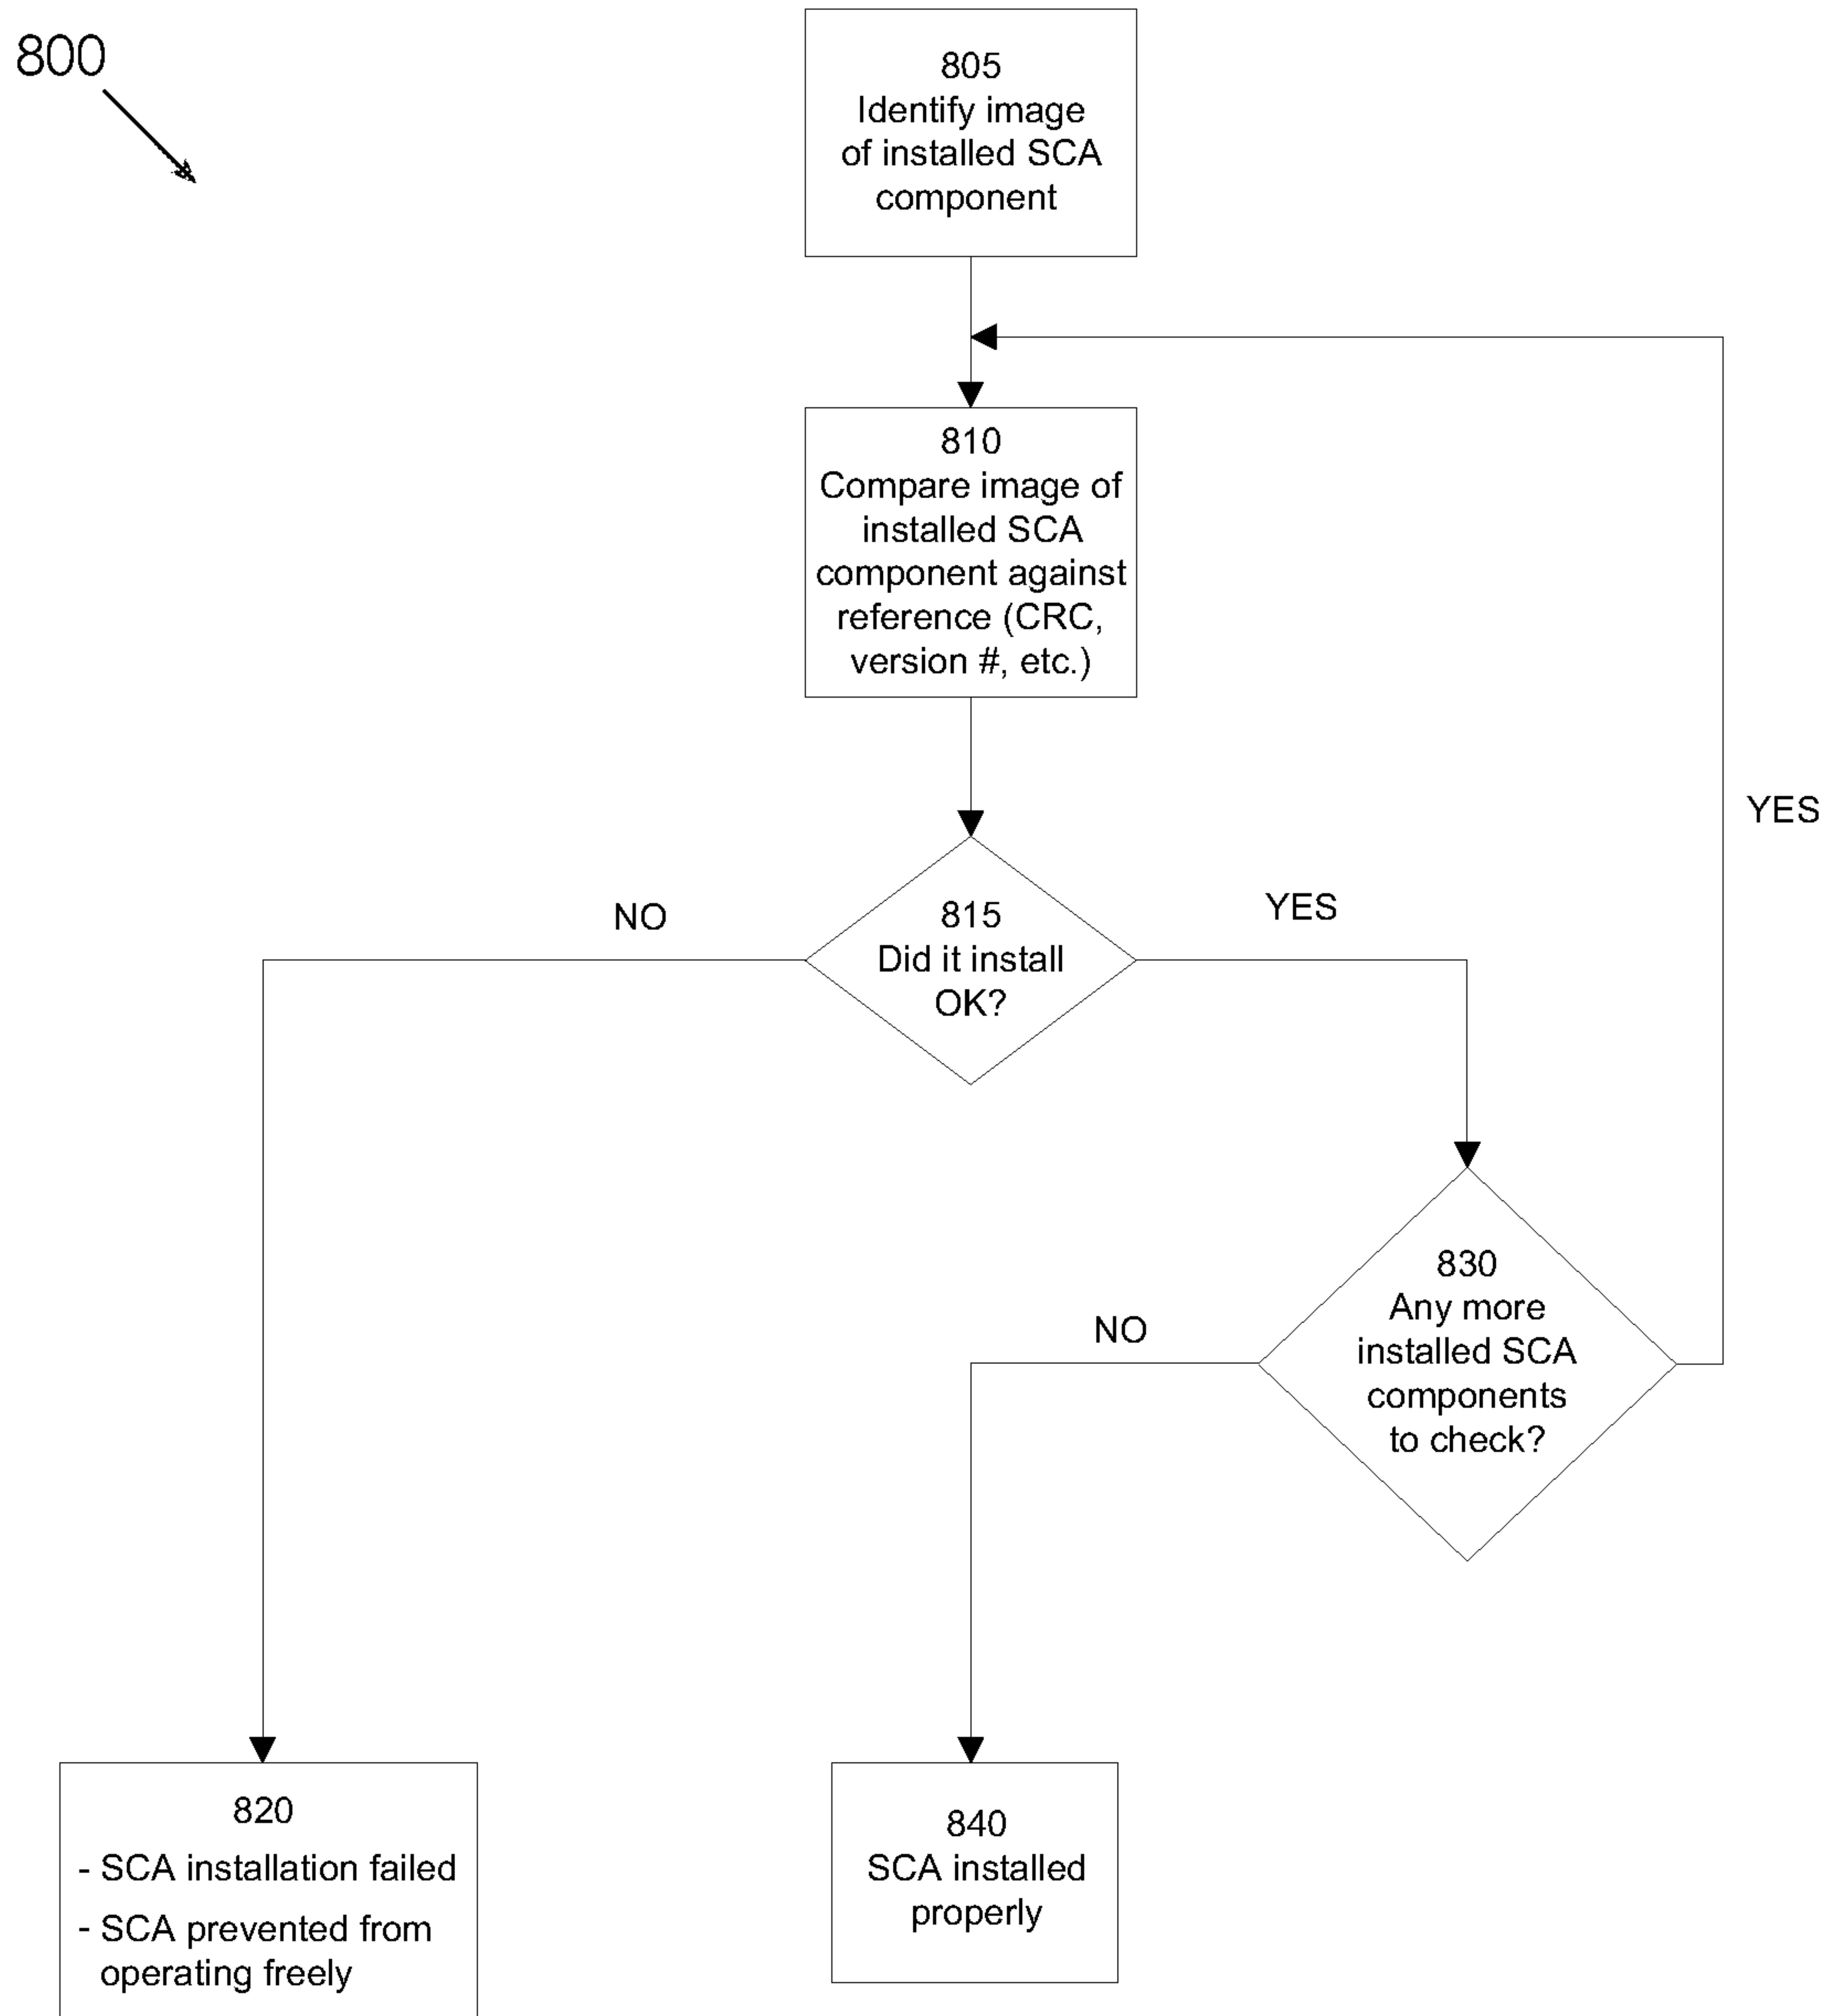 800
805
Identify image
of installed SCA
component
810
Compare image of
installed SCA
component against
reference (CRC,
version #, etc.)
YES
NO
815
Did it install
OK?
YES
830
Any more
installed SCA
components
to check?
NO
820
- SCA installation failed
- SCA prevented from
operating freely
840
SCA installed
properly